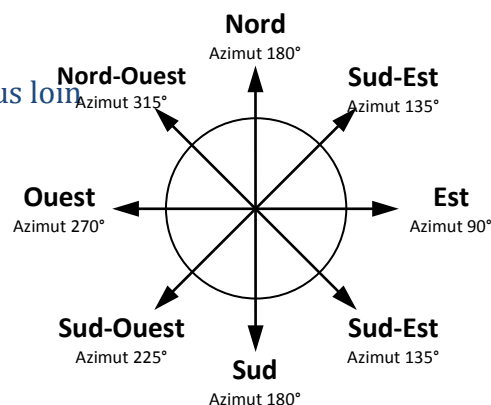 Nord
Azimut 180°
us loin
Nord-Ouest
Azimut 315°
Sud-Est
Azimut 135°
Ouest
Azimut 270°
Est
Azimut 90°
Sud-Ouest
Azimut 225°
Sud-Est
Azimut 135°
Sud
Azimut 180°